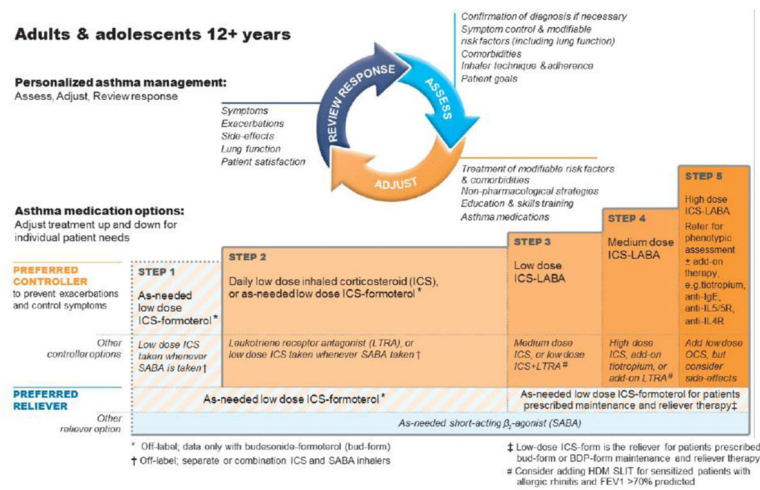 Adults & adolescents 12+ years
Personalized asthma management:
Assess, Adjust, Review response
Confirmation of diagnosis if necessary
Symptom control & modifiable
risk factors (including lung function)
Comorbidities
Inhaler technique & adherence
Patient goals
REVIEW RESPONSE
ASSESS
ADJUST
Symptoms
Exacerbations
Side-effects
Lung function
Patient satisfaction
Treatment of modifiable risk factors
& comorbidities
Non-pharmacological strategies
Education & skills training
Asthma medications
Asthma medication options:
Adjust treatment up and down for
individual patient needs
PREFERRED
CONTROLLER
to prevent exacerbations
and control symptoms
STEP 1
As-needed
low dose
ICS-formoterol *
STEP 2
Daily low dose inhaled corticosteroid (ICS),
or as-needed low dose ICS-formoterol *
STEP 3
Low dose
ICS-LABA
STEP 4
Medium dose
ICS-LABA
STEP 5
High dose
ICS-LABA
Refer for
phenotypic
assessment
± add-on
therapy,
e.g.tiotropium,
anti-IgE,
anti-IL5/5R,
anti-IL4R
Other
controller options
Low dose ICS
taken whenever
SABA is taken †
Leukotriene receptor antagonist (LTRA), or
low dose ICS taken whenever SABA taken †
Medium dose
ICS, or low dose
ICS+LTRA #
High dose
ICS, add-on
tiotropium, or
add-on LTRA #
Add low dose
OCS, but
consider
side-effects
PREFERRED
RELIEVER
As-needed low dose ICS-formoterol *
As-needed low dose ICS-formoterol for patients
prescribed maintenance and reliever therapy‡
Other
reliever option
As-needed short-acting β₂-agonist (SABA)
* Off-label; data only with budesonide-formoterol (bud-form)
† Off-label; separate or combination ICS and SABA inhalers
‡ Low-dose ICS-form is the reliever for patients prescribed
bud-form or BDP-form maintenance and reliever therapy
# Consider adding HDM SLIT for sensitized patients with
allergic rhinitis and FEV1 >70% predicted